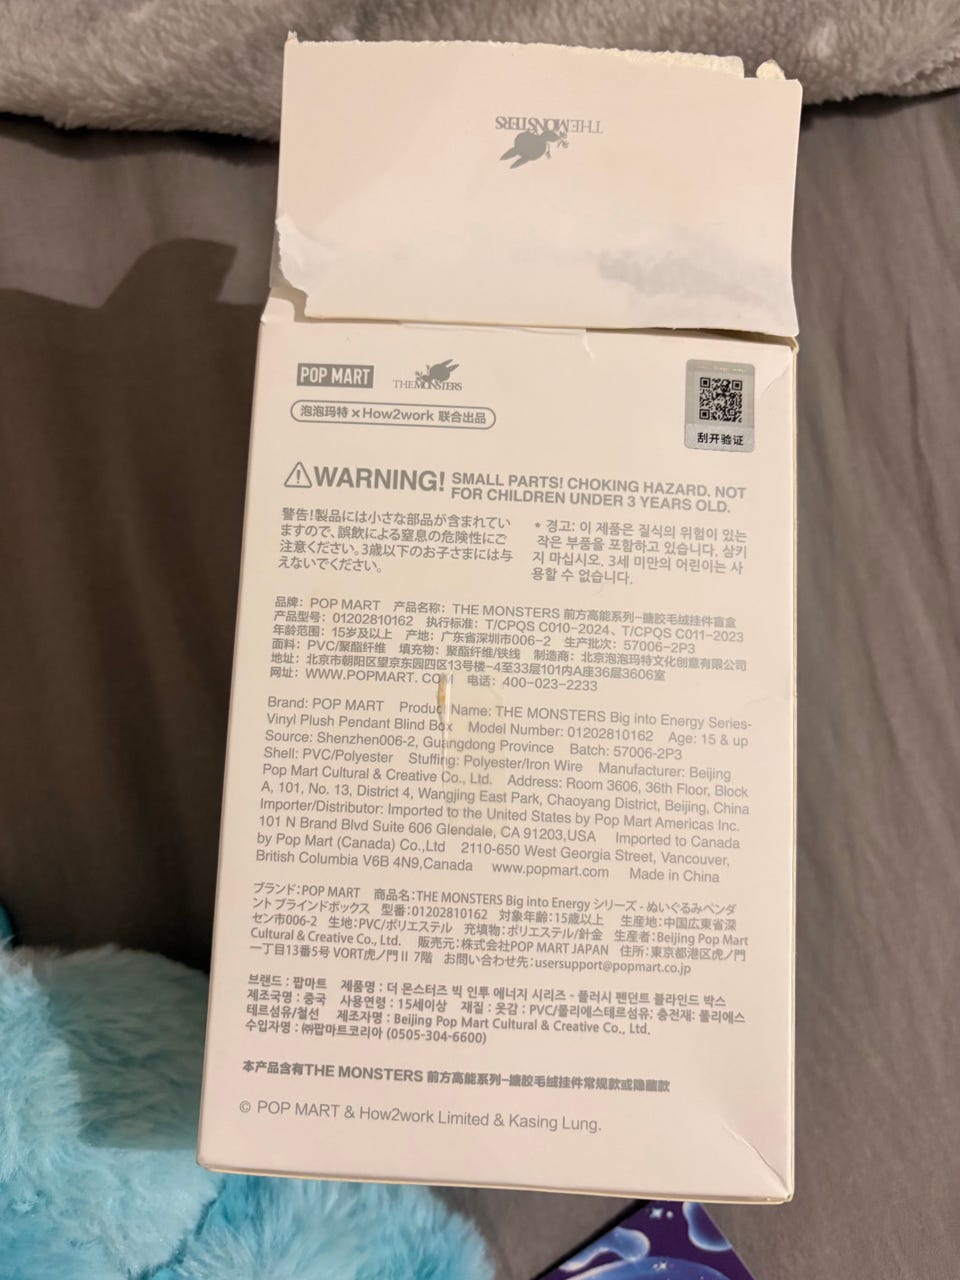 THE MONSTERS
POP MART
THE MONSTERS
泡泡玛特 × How2work 联合出品
刮开验证
WARNING! SMALL PARTS! CHOKING HAZARD. NOT
FOR CHILDREN UNDER 3 YEARS OLD.
警告!製品には小さな部品が含まれてい
ますので、誤飲による窒息の危険性にご
注意ください。3歳以下のお子さまには与
えないでください。
* 경고: 이 제품은 질식의 위험이 있는
작은 부품을 포함하고 있습니다. 삼키
지 마십시오. 3세 미만의 어린이는 사
용할 수 없습니다.
品牌：POP MART 产品名称：THE MONSTERS 前方高能系列-搪胶毛绒挂件盲盒
产品型号：01202810162 执行标准：T/CPQS C010-2024、T/CPQS C011-2023
年龄范围：15岁及以上 产地：广东省深圳市006-2 生产批次：57006-2P3
面料：PVC/聚酯纤维 填充物：聚酯纤维/铁线 制造商：北京泡泡玛特文化创意有限公司
地址：北京市朝阳区望京东园四区13号楼-4至33层101内A座36层3606室
网址：WWW.POPMART.COM 电话：400-023-2233
Brand: POP MART Product Name: THE MONSTERS Big into Energy Series-
Vinyl Plush Pendant Blind Box Model Number: 01202810162 Age: 15 & up
Source: Shenzhen006-2, Guangdong Province Batch: 57006-2P3
Shell: PVC/Polyester Stuffing: Polyester/Iron Wire Manufacturer: Beijing
Pop Mart Cultural & Creative Co., Ltd. Address: Room 3606, 36th Floor, Block
A, 101, No. 13, District 4, Wangjing East Park, Chaoyang District, Beijing, China
Importer/Distributor: Imported to the United States by Pop Mart Americas Inc.
101 N Brand Blvd Suite 606 Glendale, CA 91203,USA Imported to Canada
by Pop Mart (Canada) Co.,Ltd 2110-650 West Georgia Street, Vancouver,
British Columbia V6B 4N9,Canada www.popmart.com Made in China
ブランド:POP MART 商品名:THE MONSTERS Big into Energy シリーズ - ぬいぐるみペンダ
ント ブラインドボックス 型番:01202810162 対象年齢:15歳以上 生産地:中国広東省深
セン市006-2 生地:PVC/ポリエステル 充填物:ポリエステル/針金 生産者:Beijing Pop Mart
Cultural & Creative Co., Ltd. 販売元:株式会社POP MART JAPAN 住所:東京都港区虎ノ門
一丁目13番5号 VORT虎ノ門Ⅱ 7階 お問い合わせ先:usersupport@popmart.co.jp
브랜드 : 팝마트 제품명 : 더 몬스터즈 빅 인투 에너지 시리즈 - 플러시 펜던트 블라인드 박스
제조국명 : 중국 사용연령 : 15세이상 재질 : 옷감 : PVC/폴리에스테르섬유; 충전재: 폴리에스
테르섬유/철선 제조자명 : Beijing Pop Mart Cultural & Creative Co., Ltd.
수입자명 : ㈜팝마트코리아 (0505-304-6600)
本产品含有THE MONSTERS 前方高能系列-搪胶毛绒挂件常规款或隐藏款
© POP MART & How2work Limited & Kasing Lung.